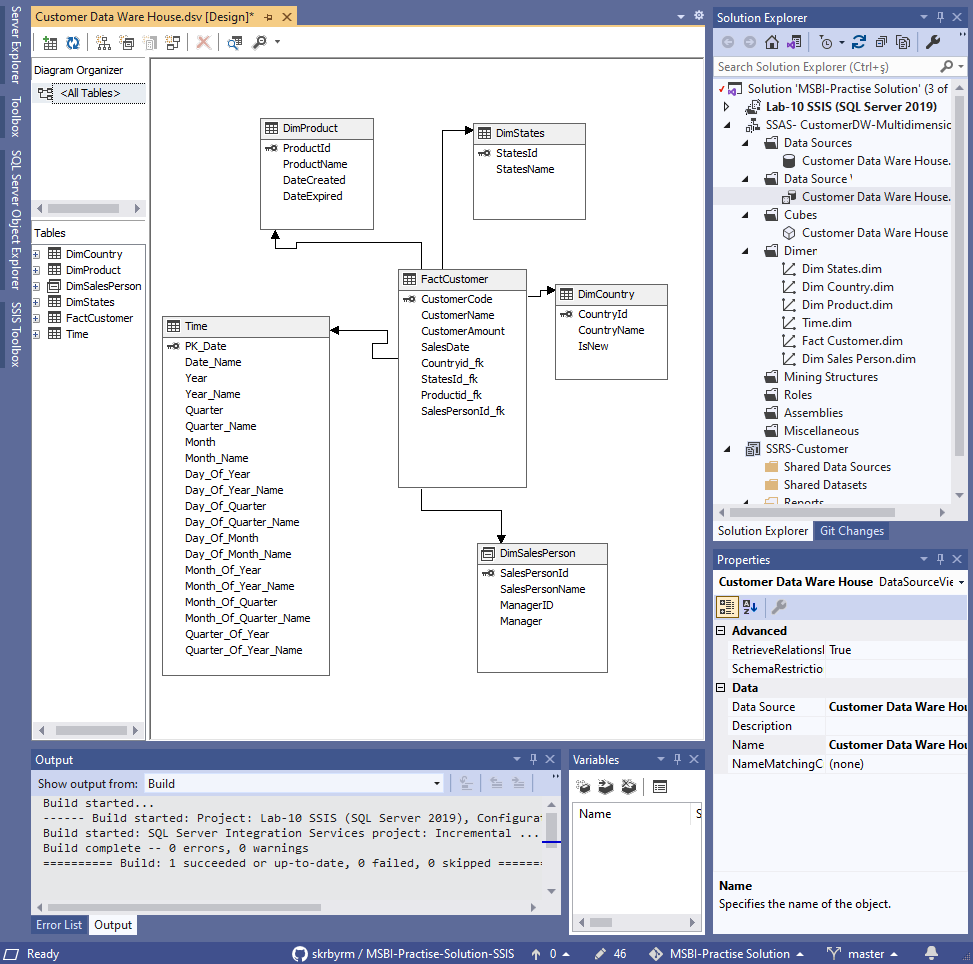 Customer Data Ware House.dsv [Design]*
Server Explorer
Toolbox
SQL Server Object Explorer
SSIS Toolbox
Diagram Organizer
<All Tables>
Tables
DimCountry
DimProduct
DimSalesPerson
DimStates
FactCustomer
Time
DimProduct
ProductId
ProductName
DateCreated
DateExpired
DimStates
StatesId
StatesName
FactCustomer
CustomerCode
CustomerName
CustomerAmount
SalesDate
Countryid_fk
StatesId_fk
Productid_fk
SalesPersonId_fk
DimCountry
CountryId
CountryName
IsNew
Time
PK_Date
Date_Name
Year
Year_Name
Quarter
Quarter_Name
Month
Month_Name
Day_Of_Year
Day_Of_Year_Name
Day_Of_Quarter
Day_Of_Quarter_Name
Day_Of_Month
Day_Of_Month_Name
Month_Of_Year
Month_Of_Year_Name
Month_Of_Quarter
Month_Of_Quarter_Name
Quarter_Of_Year
Quarter_Of_Year_Name
DimSalesPerson
SalesPersonId
SalesPersonName
ManagerID
Manager
Solution Explorer
Search Solution Explorer (Ctrl+ş)
Solution 'MSBI-Practise Solution' (3 of
Lab-10 SSIS (SQL Server 2019)
SSAS- CustomerDW-Multidimensic
Data Sources
Customer Data Ware House.
Data Source
Customer Data Ware House.
Cubes
Customer Data Ware House
Dimer
Dim States.dim
Dim Country.dim
Dim Product.dim
Time.dim
Fact Customer.dim
Dim Sales Person.dim
Mining Structures
Roles
Assemblies
Miscellaneous
SSRS-Customer
Shared Data Sources
Shared Datasets
Reports
Solution Explorer
Git Changes
Properties
Customer Data Ware House DataSourceVie
Advanced
RetrieveRelationsl True
SchemaRestrictio
Data
Data Source Customer Data Ware Hou
Description
Name Customer Data Ware Hou
NameMatchingC (none)
Name
Specifies the name of the object.
Output
Show output from: Build
Build started...
------ Build started: Project: Lab-10 SSIS (SQL Server 2019), Configurat
Build started: SQL Server Integration Services project: Incremental ...
Build complete -- 0 errors, 0 warnings
========== Build: 1 succeeded or up-to-date, 0 failed, 0 skipped =======
Error List
Output
Variables
Name S
Ready
skrbyrm / MSBI-Practise-Solution-SSIS
0
46
MSBI-Practise Solution
master